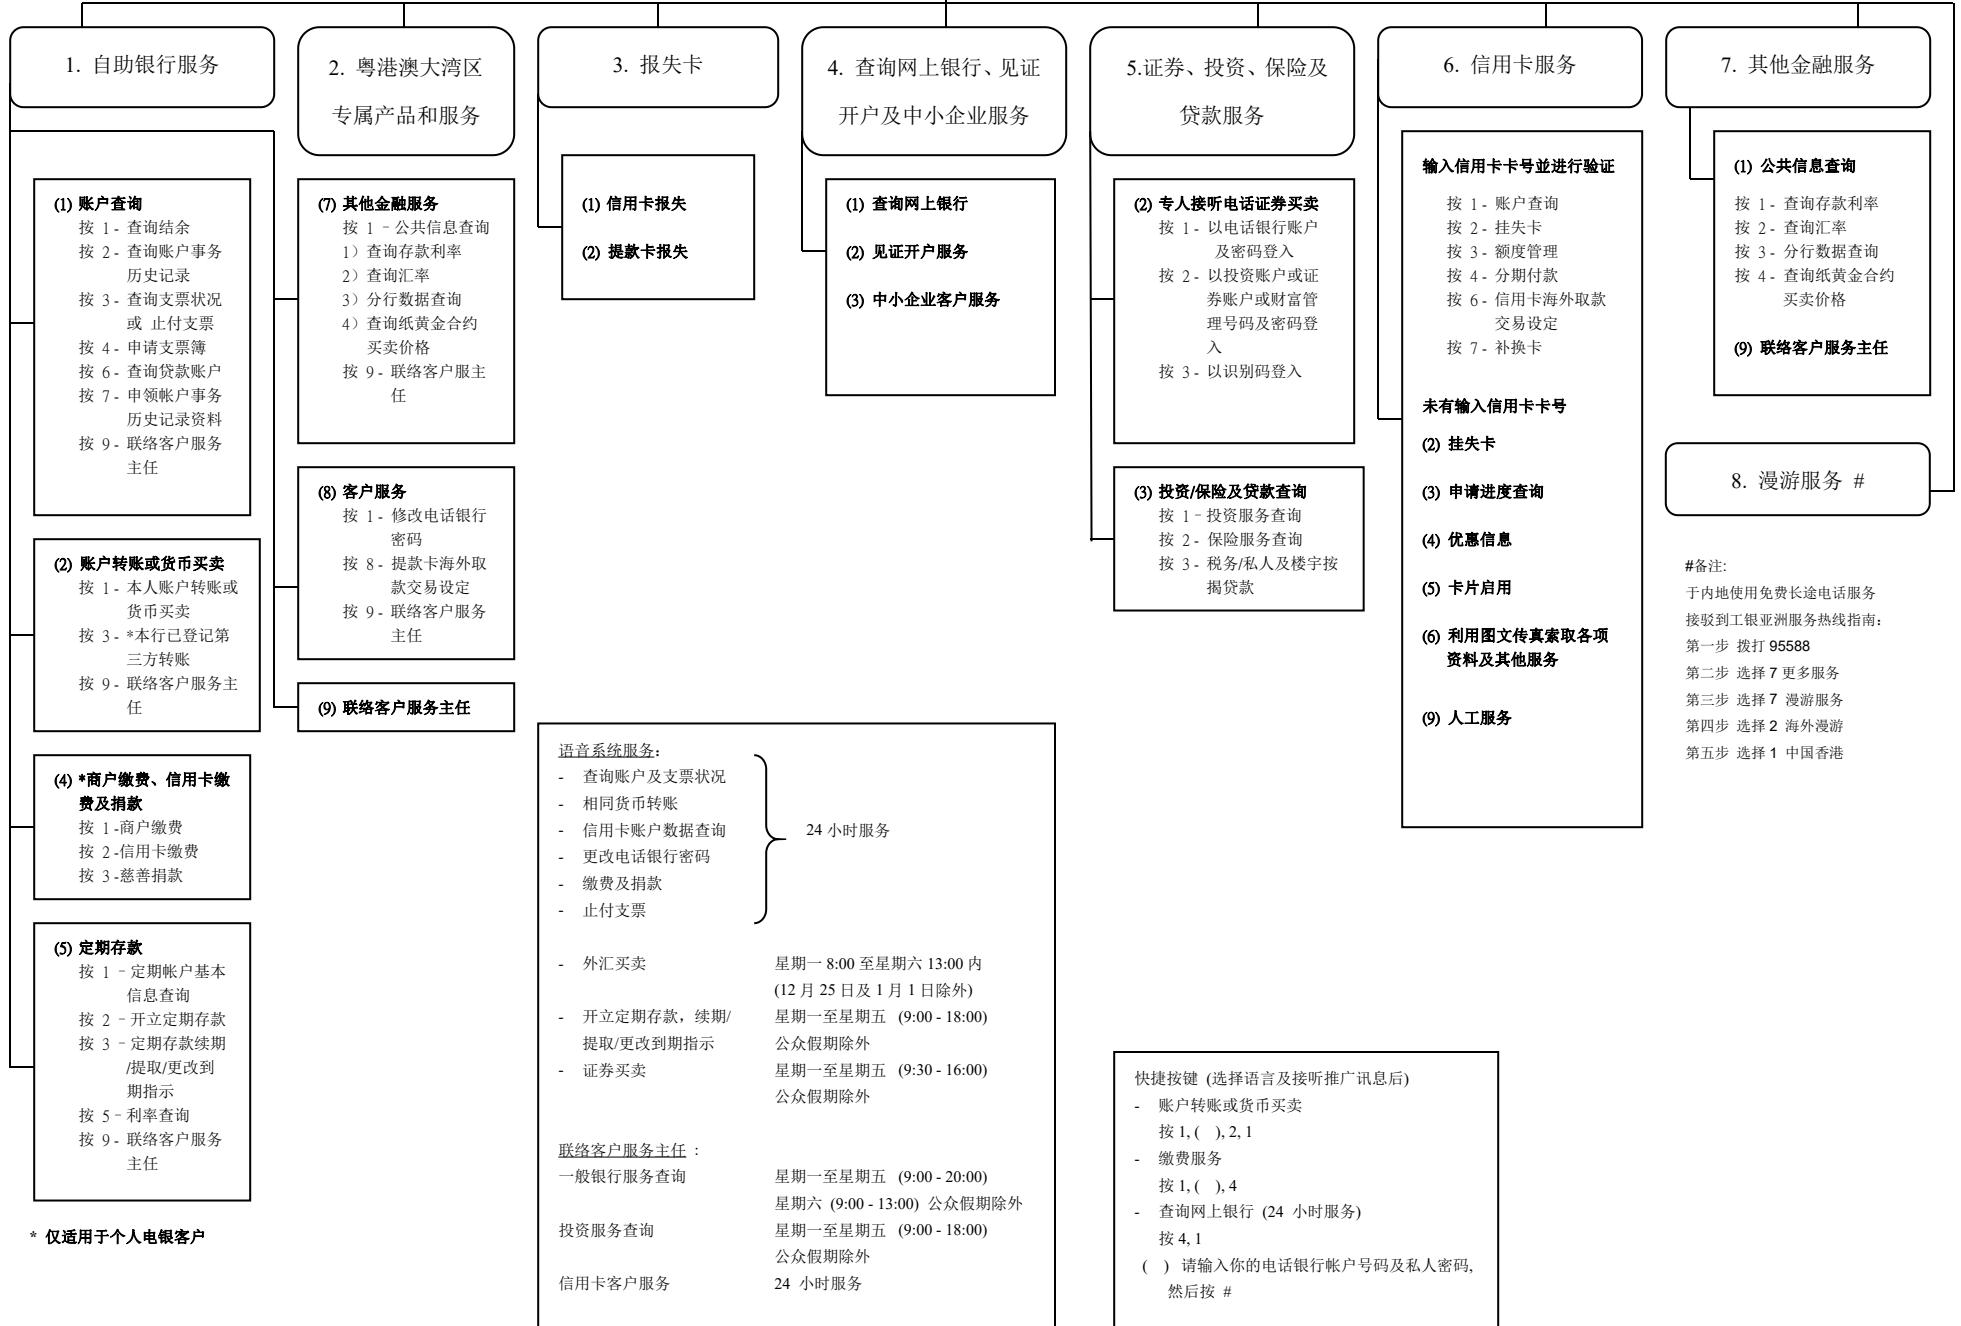 1. 自助银行服务
2. 粤港澳大湾区
专属产品和服务
3. 报失卡
4. 查询网上银行、见证
开户及中小企业服务
5.证券、投资、保险及
贷款服务
6. 信用卡服务
7. 其他金融服务
(1) 账户查询
按 1 - 查询结余
按 2 - 查询账户事务
历史记录
按 3 - 查询支票状况
或 止付支票
按 4 - 申请支票簿
按 6 - 查询贷款账户
按 7 - 申领帐户事务
历史记录资料
按 9 - 联络客户服务
主任
(2) 账户转账或货币买卖
按 1 - 本人账户转账或
货币买卖
按 3 - *本行已登记第
三方转账
按 9 - 联络客户服务主
任
(4) *商户缴费、信用卡缴
费及捐款
按 1 -商户缴费
按 2 -信用卡缴费
按 3 -慈善捐款
(5) 定期存款
按 1 –定期帐户基本
信息查询
按 2 –开立定期存款
按 3 –定期存款续期
/提取/更改到
期指示
按 5 –利率查询
按 9 - 联络客户服务
主任
* 仅适用于个人电银客户
(7) 其他金融服务
按 1 –公共信息查询
1）查询存款利率
2）查询汇率
3）分行数据查询
4）查询纸黄金合约
买卖价格
按 9 - 联络客户服主
任
(8) 客户服务
按 1 - 修改电话银行
密码
按 8 - 提款卡海外取
款交易设定
按 9 - 联络客户服务
主任
(9) 联络客户服务主任
(1) 信用卡报失
(2) 提款卡报失
(1) 查询网上银行
(2) 见证开户服务
(3) 中小企业客户服务
(2) 专人接听电话证券买卖
按 1 - 以电话银行账户
及密码登入
按 2 - 以投资账户或证
券账户或财富管
理号码及密码登
入
按 3 - 以识别码登入
(3) 投资/保险及贷款查询
按 1 –投资服务查询
按 2 - 保险服务查询
按 3 - 税务/私人及楼宇按
揭贷款
输入信用卡卡号並进行验证
按 1 - 账户查询
按 2 - 挂失卡
按 3 - 额度管理
按 4 - 分期付款
按 6 - 信用卡海外取款
交易设定
按 7 - 补换卡
未有输入信用卡卡号
(2) 挂失卡
(3) 申请进度查询
(4) 优惠信息
(5) 卡片启用
(6) 利用图文传真索取各项
资料及其他服务
(9) 人工服务
(1) 公共信息查询
按 1 - 查询存款利率
按 2 - 查询汇率
按 3 - 分行数据查询
按 4 - 查询纸黄金合约
买卖价格
(9) 联络客户服务主任
8. 漫游服务 #
#备注:
于内地使用免费长途电话服务
接驳到工银亚洲服务热线指南：
第一步 拨打 95588
第二步 选择 7 更多服务
第三步 选择 7 漫游服务
第四步 选择 2 海外漫游
第五步 选择 1 中国香港
语音系统服务：
- 查询账户及支票状况
- 相同货币转账
- 信用卡账户数据查询
- 更改电话银行密码
- 缴费及捐款
- 止付支票
24 小时服务
- 外汇买卖 星期一 8:00 至星期六 13:00 内
(12 月 25 日及 1 月 1 日除外)
- 开立定期存款，续期/ 星期一至星期五 (9:00 - 18:00)
提取/更改到期指示 公众假期除外
- 证券买卖 星期一至星期五 (9:30 - 16:00)
公众假期除外
联络客户服务主任 :
一般银行服务查询 星期一至星期五 (9:00 - 20:00)
星期六 (9:00 - 13:00) 公众假期除外
投资服务查询 星期一至星期五 (9:00 - 18:00)
公众假期除外
信用卡客户服务 24 小时服务
快捷按键 (选择语言及接听推广讯息后)
- 账户转账或货币买卖
按 1, ( ), 2, 1
- 缴费服务
按 1, ( ), 4
- 查询网上银行 (24 小时服务)
按 4, 1
( ) 请输入你的电话银行帐户号码及私人密码,
然后按 #